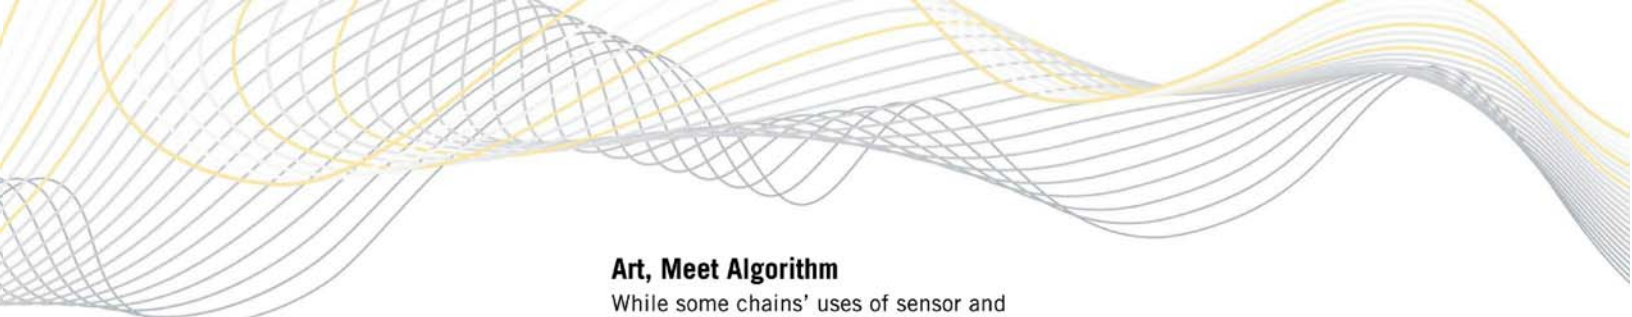 Art, Meet Algorithm
While some chains’ uses of sensor and